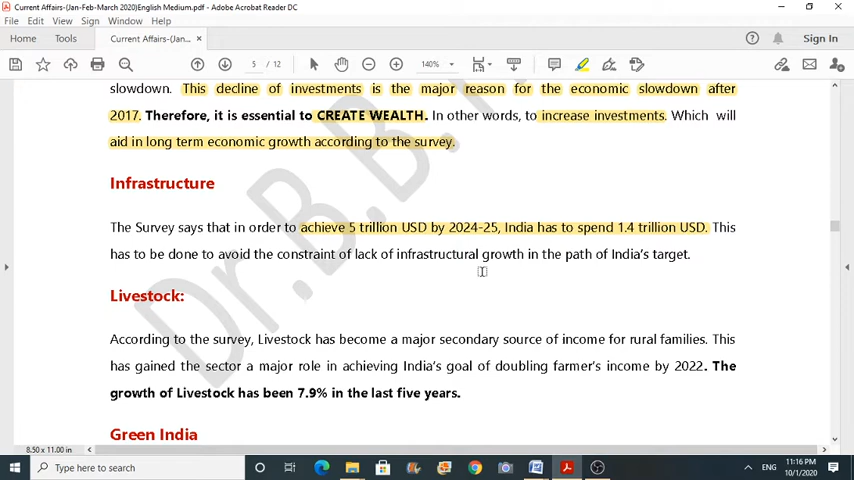 Current Affairs-(Jan-Feb-March 2020)English Medium.pdf - Adobe Acrobat Reader DC
File Edit View Sign Window Help
Home Tools Current Affairs-(Jan-... × Sign In
5 / 12 140%
slowdown. This decline of investments is the major reason for the economic slowdown after
2017. Therefore, it is essential to CREATE WEALTH. In other words, to increase investments. Which will
aid in long term economic growth according to the survey.
Infrastructure
The Survey says that in order to achieve 5 trillion USD by 2024-25, India has to spend 1.4 trillion USD. This
has to be done to avoid the constraint of lack of infrastructural growth in the path of India's target.
Livestock:
According to the survey, Livestock has become a major secondary source of income for rural families. This
has gained the sector a major role in achieving India's goal of doubling farmer's income by 2022. The
growth of Livestock has been 7.9% in the last five years.
Green India
8.50 x 11.00 in
Type here to search
ENG
11:16 PM
10/1/2020
Dr.B.B.